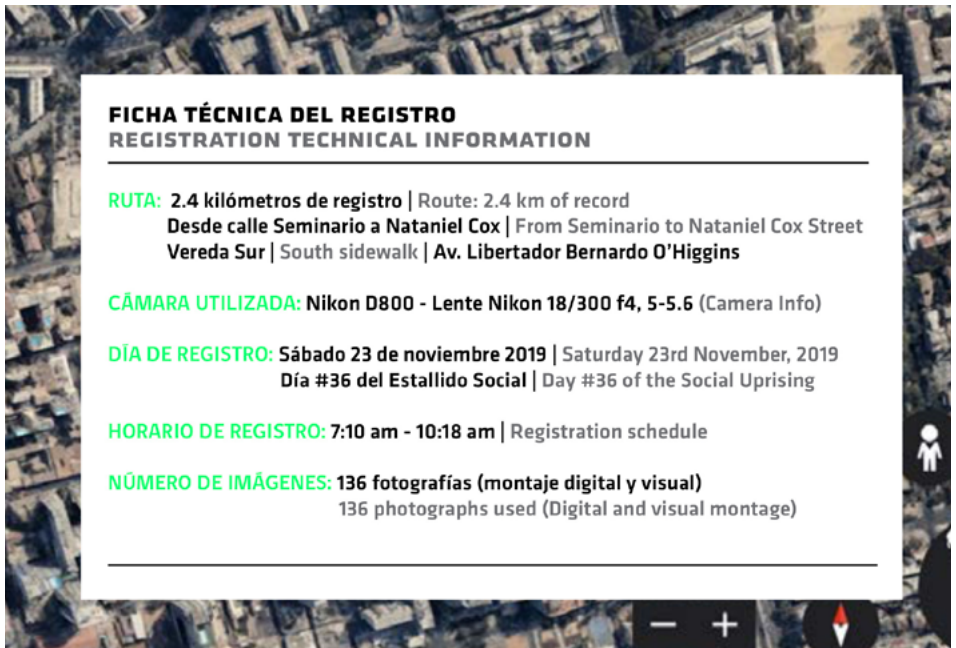 FICHA TÉCNICA DEL REGISTRO
REGISTRATION TECHNICAL INFORMATION
RUTA: 2.4 kilómetros de registro | Route: 2.4 km of record
Desde calle Seminario a Nataniel Cox | From Seminario to Nataniel Cox Street
Vereda Sur | South sidewalk | Av. Libertador Bernardo O'Higgins
CÁMARA UTILIZADA: Nikon D800 - Lente Nikon 18/300 f4, 5-5.6 (Camera Info)
DÍA DE REGISTRO: Sábado 23 de noviembre 2019 | Saturday 23rd November, 2019
Día #36 del Estallido Social | Day #36 of the Social Uprising
HORARIO DE REGISTRO: 7:10 am - 10:18 am | Registration schedule
NÚMERO DE IMÁGENES: 136 fotografías (montaje digital y visual)
136 photographs used (Digital and visual montage)